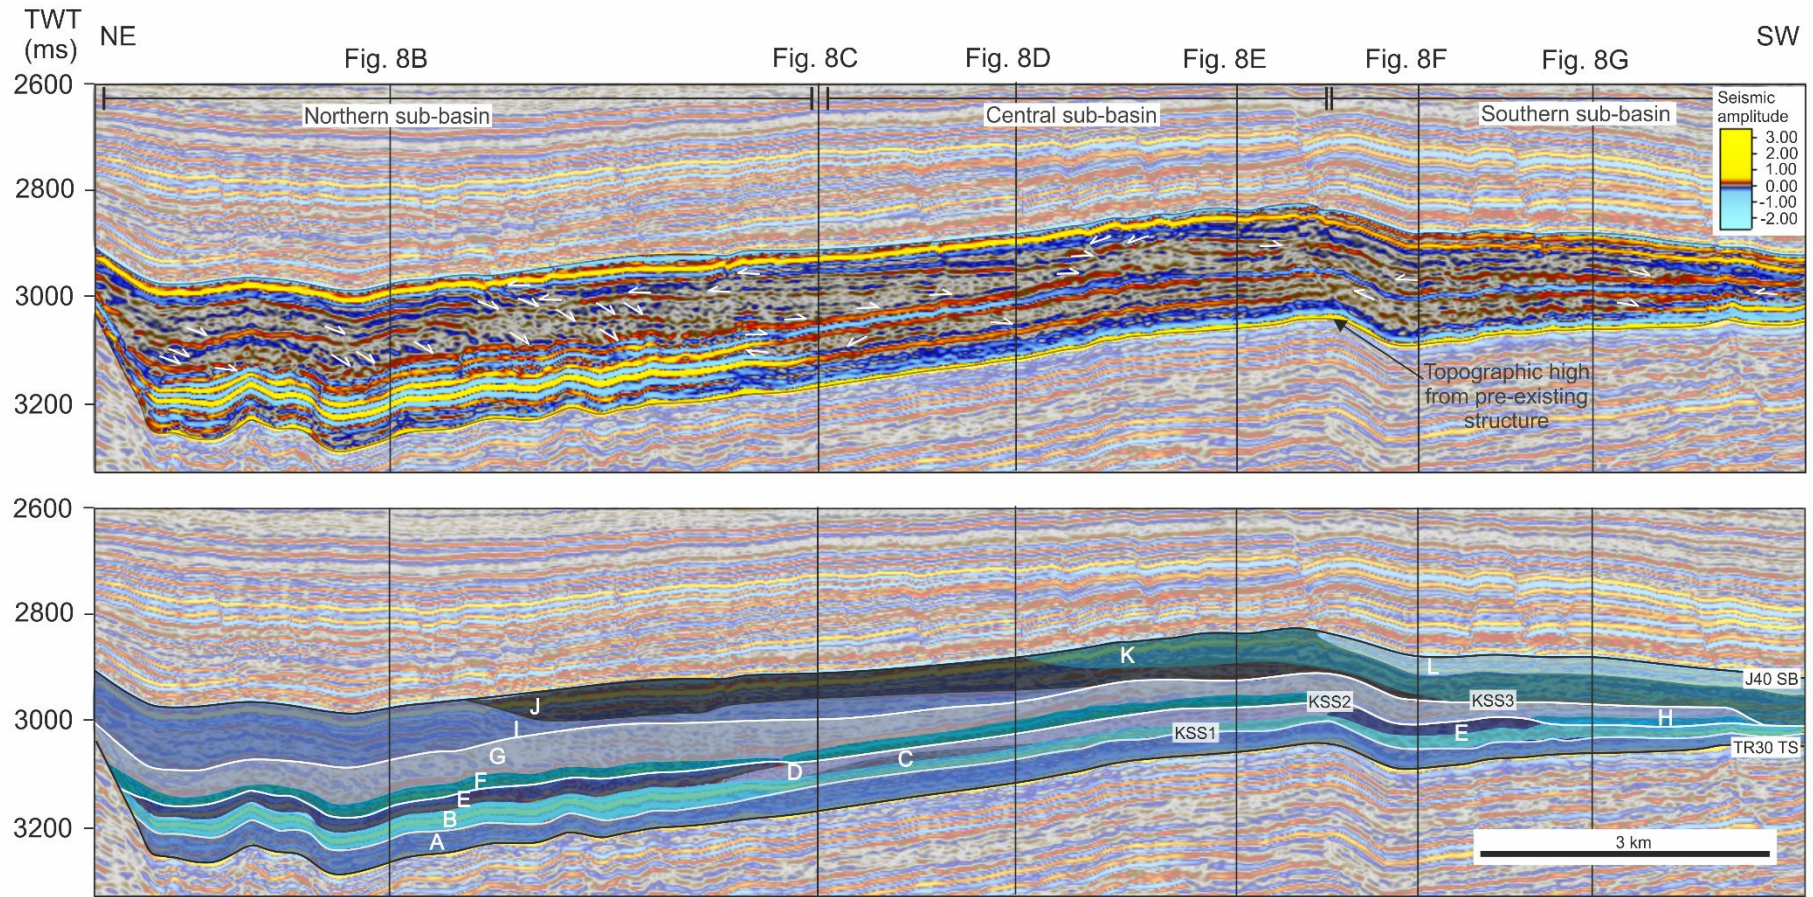 TWT
(ms)
NE
SW
Fig. 8B
Fig. 8C
Fig. 8D
Fig. 8E
Fig. 8F
Fig. 8G
2600
Northern sub-basin
Central sub-basin
Southern sub-basin
Seismic
amplitude
3.00
2.00
1.00
0.00
-1.00
-2.00
2800
3000
3200
Topographic high
from pre-existing
structure
2600
2800
3000
3200
K
L
J40 SB
J
I
KSS2
KSS3
H
KSS1
E
TR30 TS
G
F
D
C
E
B
A
3 km